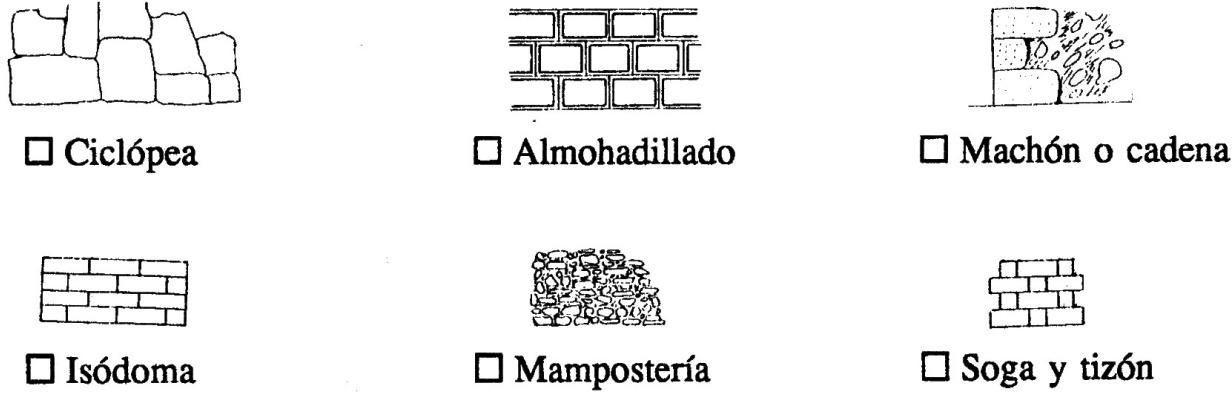 Ciclópea
Almohadillado
Machón o cadena
Isódoma
Mampostería
Soga y tizón